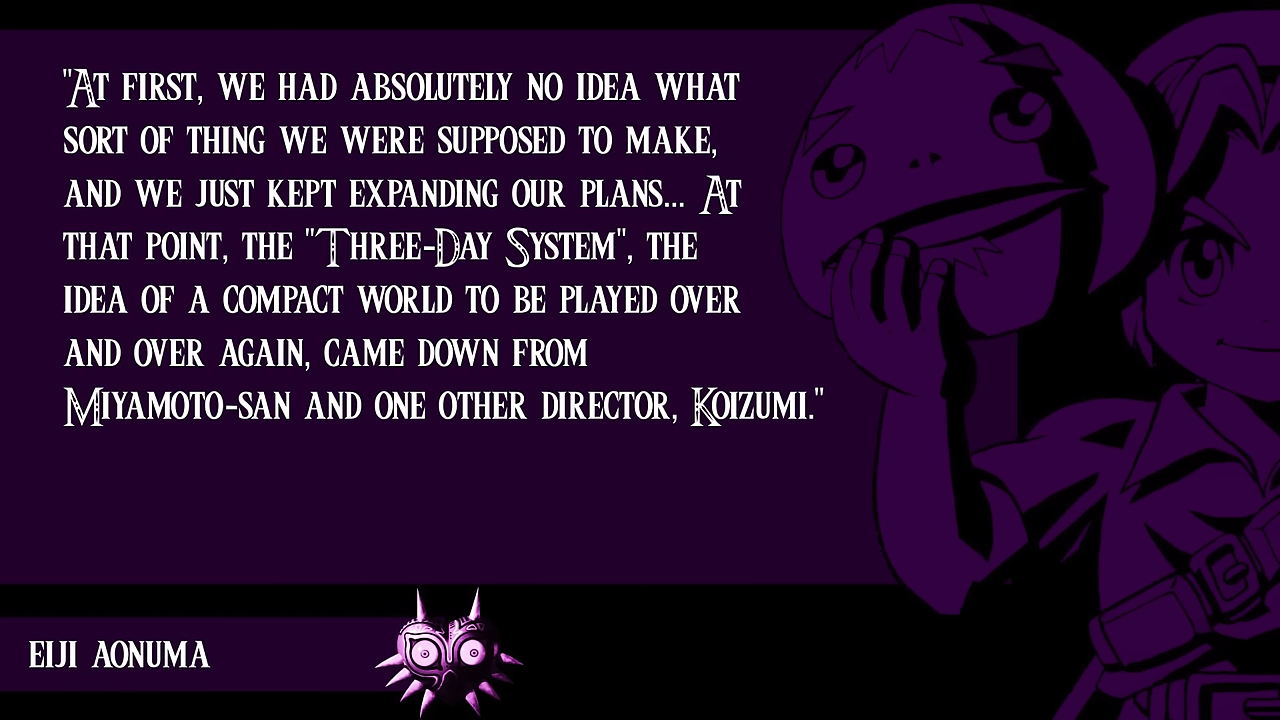 "At first, we had absolutely no idea what
sort of thing we were supposed to make,
and we just kept expanding our plans... At
that point, the "Three-Day System", the
idea of a compact world to be played over
and over again, came down from
Miyamoto-san and one other director, Koizumi."
Eiji Aonuma